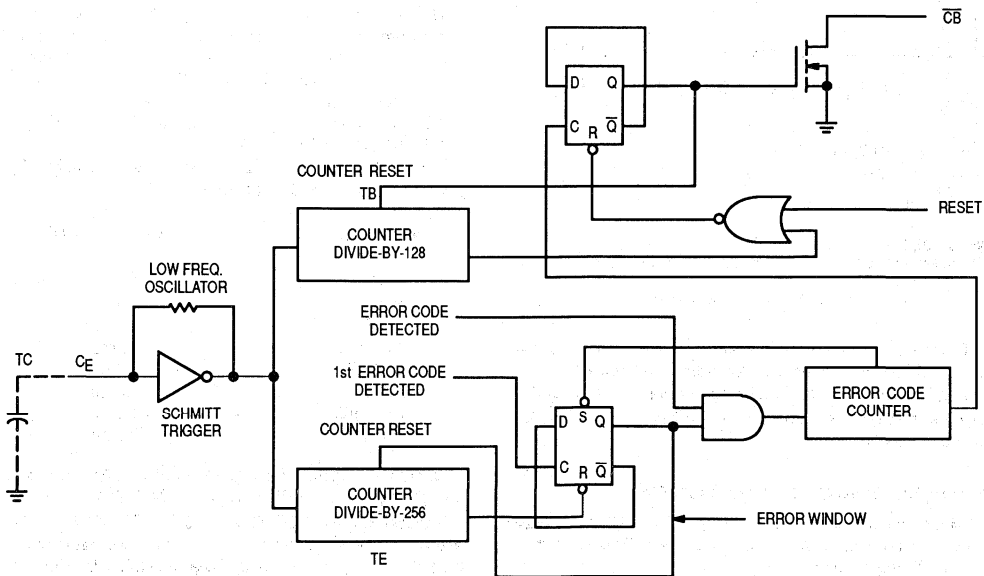 C̅B̅
D Q
C Q̅
R
COUNTER RESET
TB
COUNTER
DIVIDE-BY-128
RESET
LOW FREQ.
OSCILLATOR
ERROR CODE
DETECTED
TC
CE
1st ERROR CODE
DETECTED
SCHMITT
TRIGGER
S
D Q
C Q̅
R
ERROR CODE
COUNTER
COUNTER RESET
COUNTER
DIVIDE-BY-256
ERROR WINDOW
TE